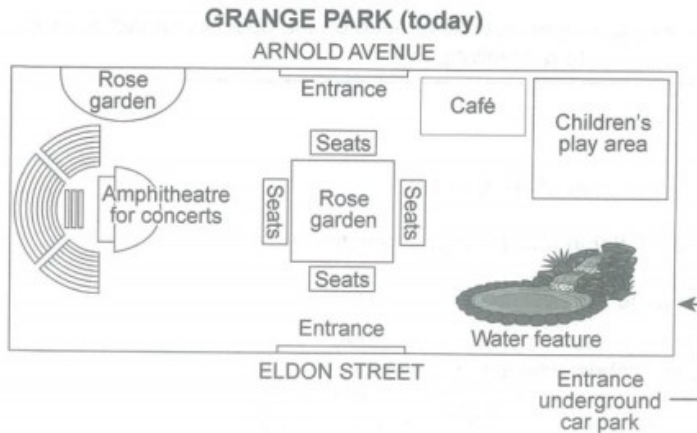 GRANGE PARK (today)
ARNOLD AVENUE
Rose
garden
Entrance
Café
Children's
play area
Seats
Amphitheatre
for concerts
Seats
Rose
garden
Seats
Seats
Entrance
Water feature
ELDON STREET
Entrance
underground
car park